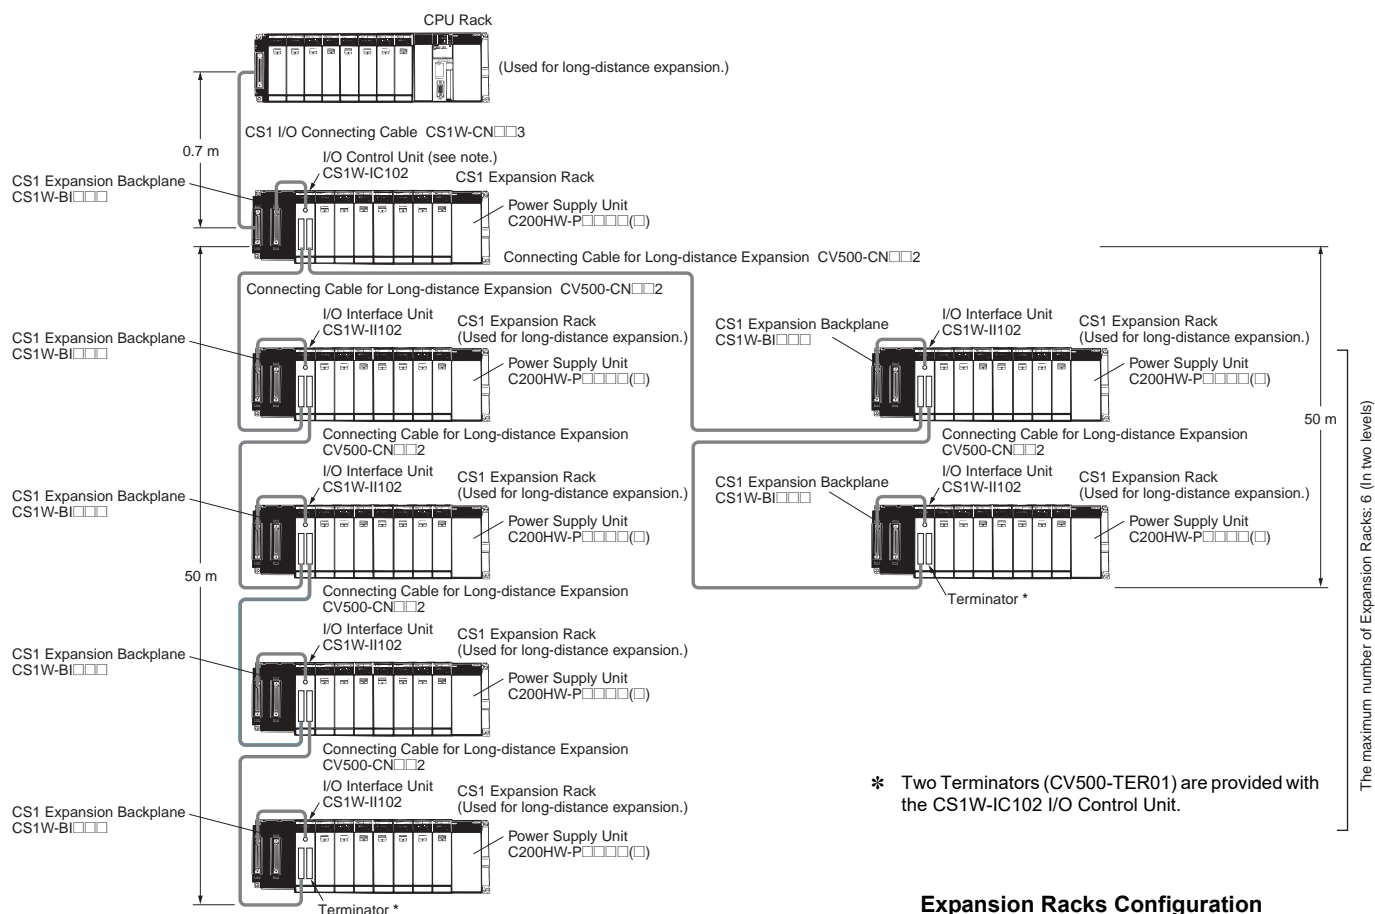 CPU Rack
(Used for long-distance expansion.)
CS1 I/O Connecting Cable CS1W-CN□□3
0.7 m
I/O Control Unit (see note.)
CS1W-IC102
CS1 Expansion Rack
CS1 Expansion Backplane
CS1W-BI□□□
Power Supply Unit
C200HW-P□□□□(□)
Connecting Cable for Long-distance Expansion CV500-CN□□2
Connecting Cable for Long-distance Expansion CV500-CN□□2
I/O Interface Unit
CS1W-II102
CS1 Expansion Rack
(Used for long-distance expansion.)
CS1 Expansion Backplane
CS1W-BI□□□
Power Supply Unit
C200HW-P□□□□(□)
Connecting Cable for Long-distance Expansion
CV500-CN□□2
I/O Interface Unit
CS1W-II102
CS1 Expansion Rack
(Used for long-distance expansion.)
CS1 Expansion Backplane
CS1W-BI□□□
Power Supply Unit
C200HW-P□□□□(□)
50 m
Connecting Cable for Long-distance Expansion
CV500-CN□□2
I/O Interface Unit
CS1W-II102
CS1 Expansion Rack
(Used for long-distance expansion.)
CS1 Expansion Backplane
CS1W-BI□□□
Power Supply Unit
C200HW-P□□□□(□)
Connecting Cable for Long-distance Expansion
CV500-CN□□2
I/O Interface Unit
CS1W-II102
CS1 Expansion Rack
(Used for long-distance expansion.)
CS1 Expansion Backplane
CS1W-BI□□□
Power Supply Unit
C200HW-P□□□□(□)
Terminator *
CS1 Expansion Backplane
CS1W-BI□□□
I/O Interface Unit
CS1W-II102
CS1 Expansion Rack
(Used for long-distance expansion.)
Power Supply Unit
C200HW-P□□□□(□)
50 m
Connecting Cable for Long-distance Expansion
CV500-CN□□2
I/O Interface Unit
CS1W-II102
CS1 Expansion Rack
(Used for long-distance expansion.)
CS1 Expansion Backplane
CS1W-BI□□□
Power Supply Unit
C200HW-P□□□□(□)
Terminator *
The maximum number of Expansion Racks: 6 (In two levels)
* Two Terminators (CV500-TER01) are provided with
the CS1W-IC102 I/O Control Unit.
Expansion Racks Configuration